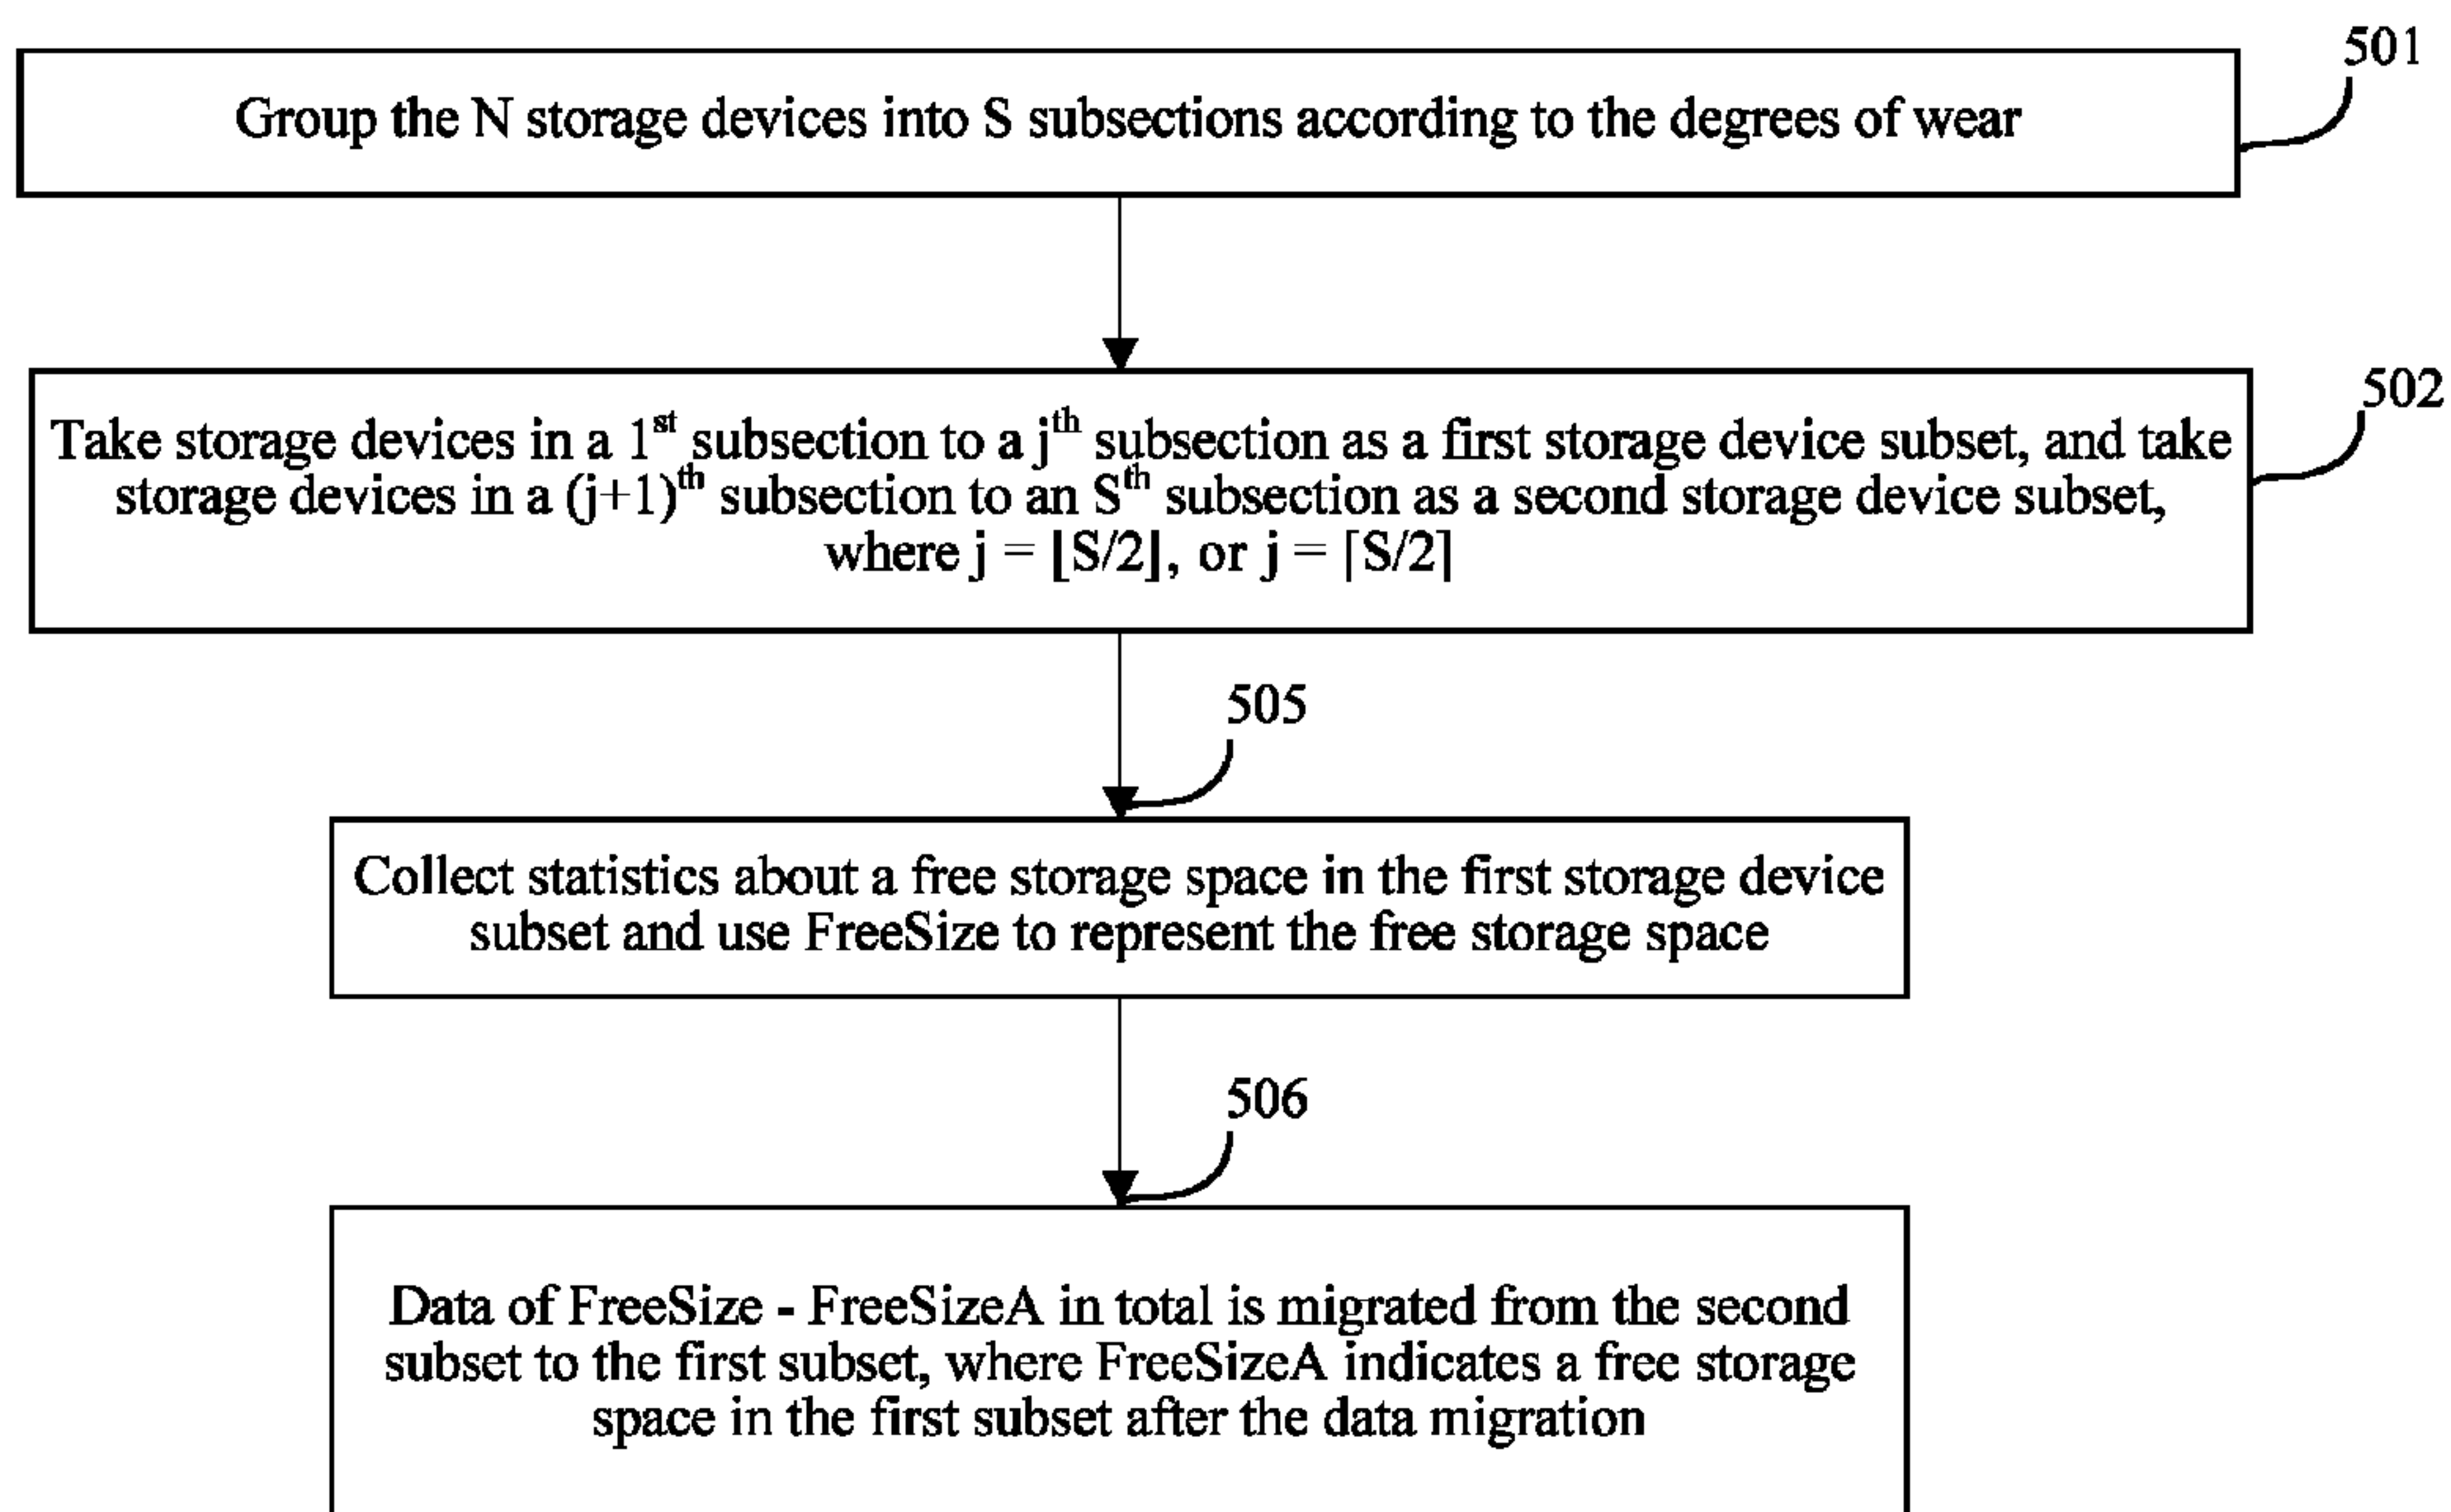 501
Group the N storage devices into S subsections according to the degrees of wear
502
Take storage devices in a 1st subsection to a jth subsection as a first storage device subset, and take
storage devices in a (j+1)th subsection to an Sth subsection as a second storage device subset,
where j = ⌊S/2⌋, or j = ⌈S/2⌉
505
Collect statistics about a free storage space in the first storage device
subset and use FreeSize to represent the free storage space
506
Data of FreeSize - FreeSizeA in total is migrated from the second
subset to the first subset, where FreeSizeA indicates a free storage
space in the first subset after the data migration